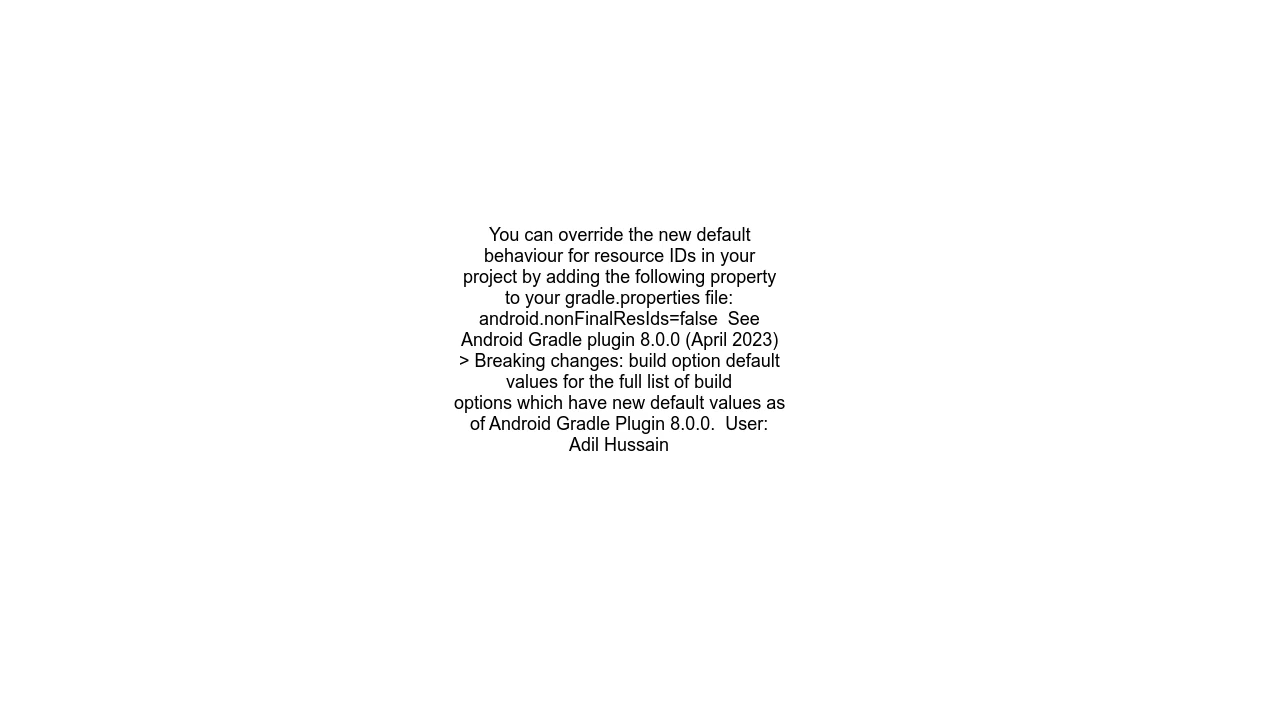 You can override the new default
behaviour for resource IDs in your
project by adding the following property
to your gradle.properties file:
android.nonFinalResIds=false  See
Android Gradle plugin 8.0.0 (April 2023)
> Breaking changes: build option default
values for the full list of build
options which have new default values as
of Android Gradle Plugin 8.0.0.  User:
Adil Hussain